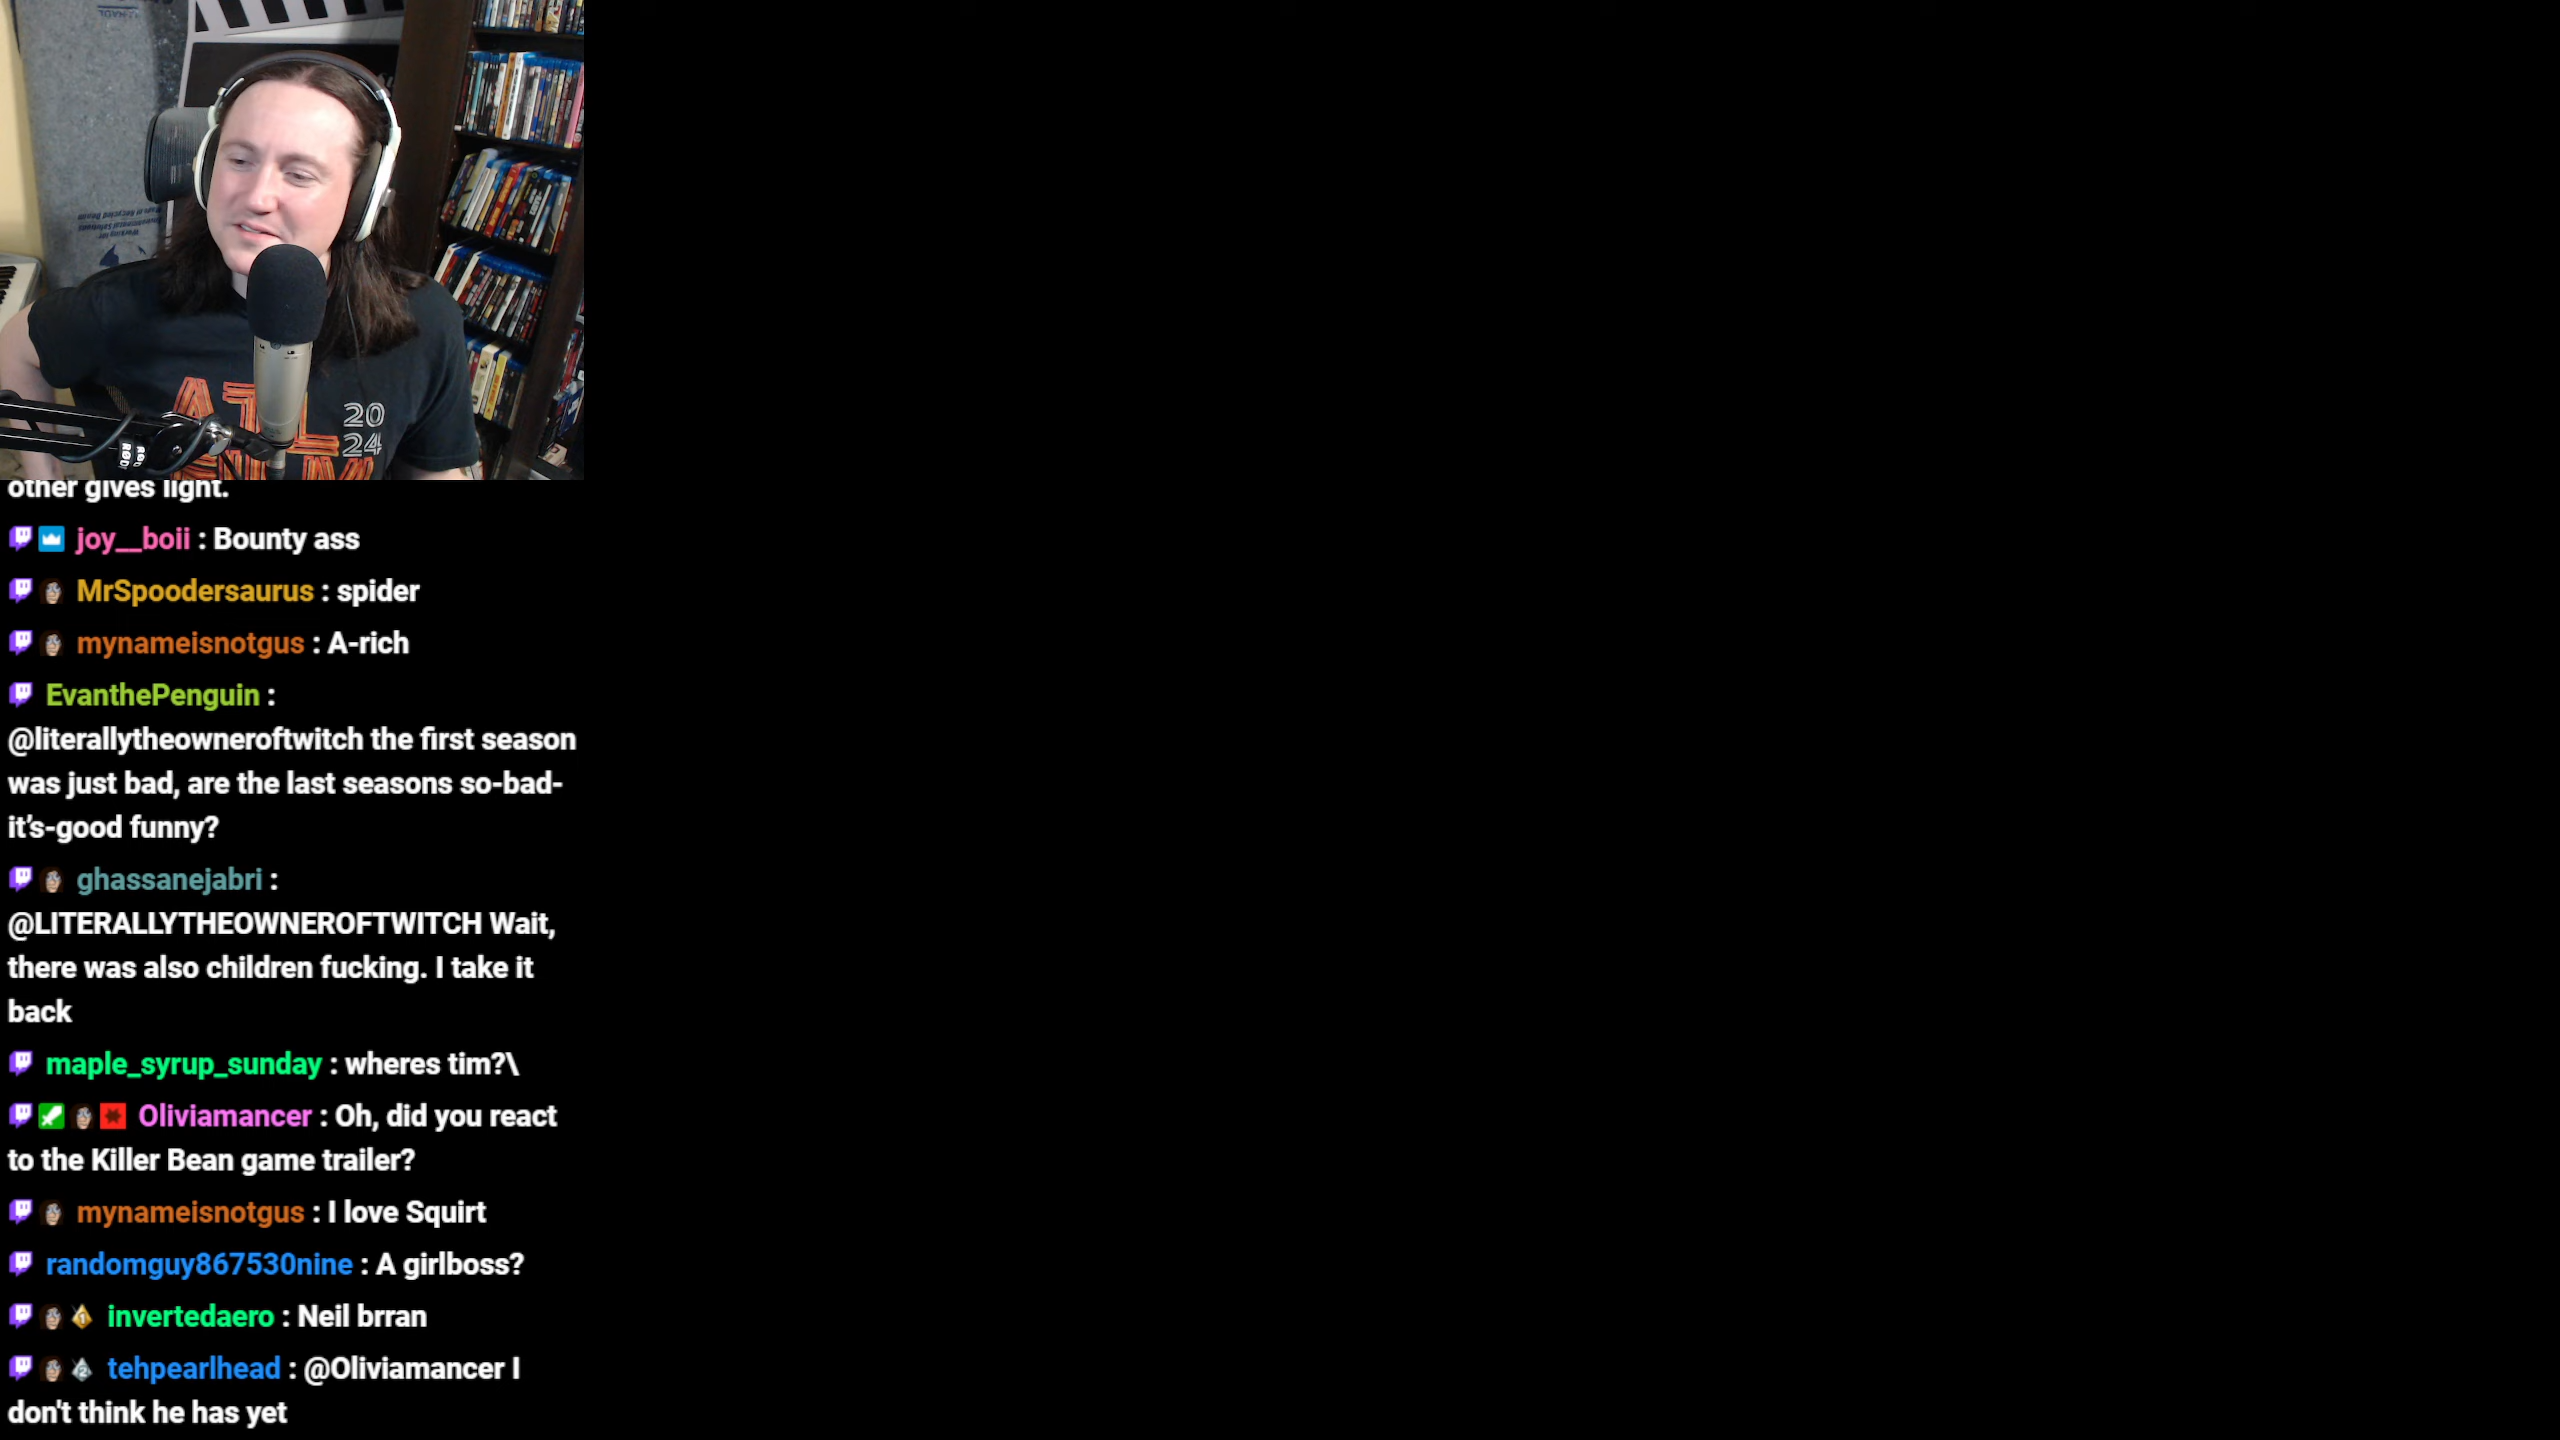 ATL
20
24
RØDE
other gives light.
joy__boii : Bounty ass
MrSpoodersaurus : spider
mynameisnotgus : A-rich
EvanthePenguin :
@literallytheowneroftwitch the first season
was just bad, are the last seasons so-bad-
it's-good funny?
ghassanejabri :
@LITERALLYTHEOWNEROFTWITCH Wait,
there was also children fucking. I take it
back
maple_syrup_sunday : wheres tim?\
Oliviamancer : Oh, did you react
to the Killer Bean game trailer?
mynameisnotgus : I love Squirt
randomguy867530nine : A girlboss?
invertedaero : Neil brran
tehpearlhead : @Oliviamancer I
don't think he has yet